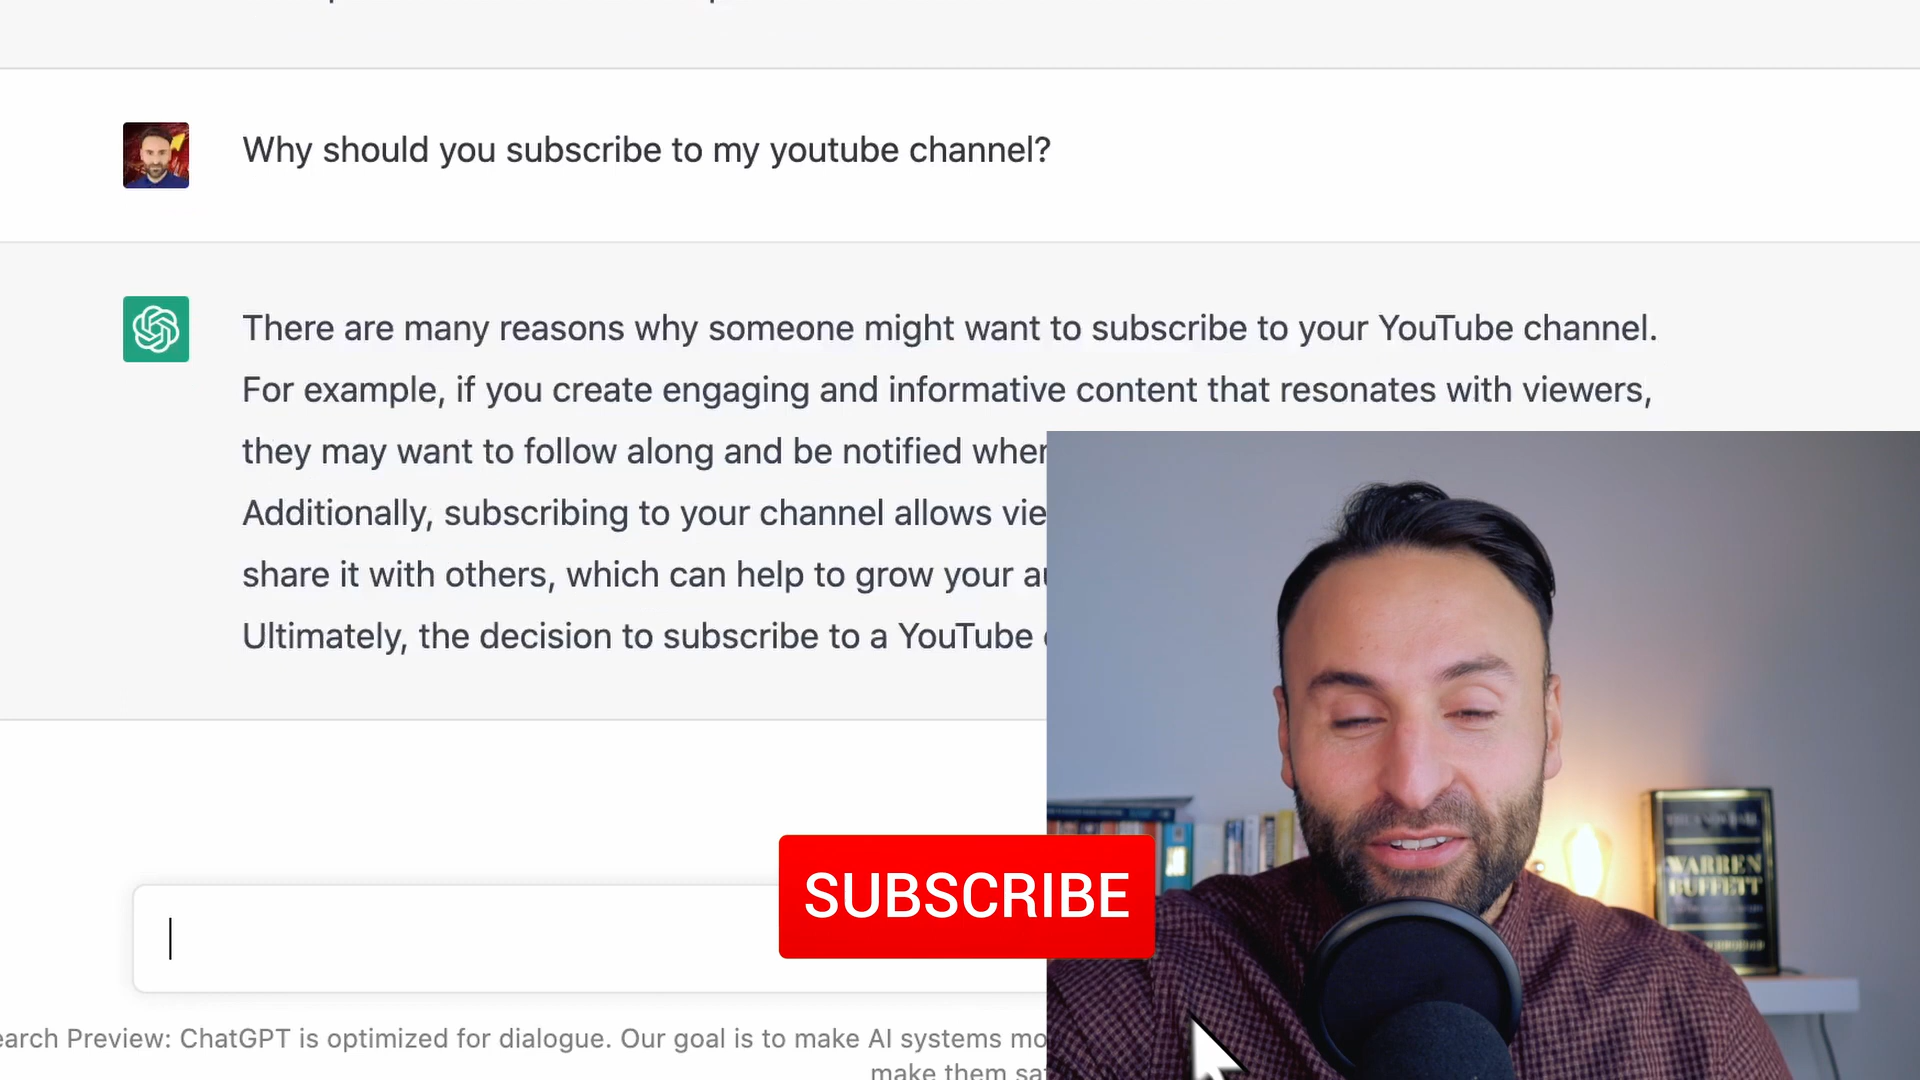 Why should you subscribe to my youtube channel?
There are many reasons why someone might want to subscribe to your YouTube channel.
For example, if you create engaging and informative content that resonates with viewers,
they may want to follow along and be notified when
Additionally, subscribing to your channel allows vie
share it with others, which can help to grow your au
Ultimately, the decision to subscribe to a YouTube
SUBSCRIBE
WARREN
BUFFETT
earch Preview: ChatGPT is optimized for dialogue. Our goal is to make AI systems mo
make them saf